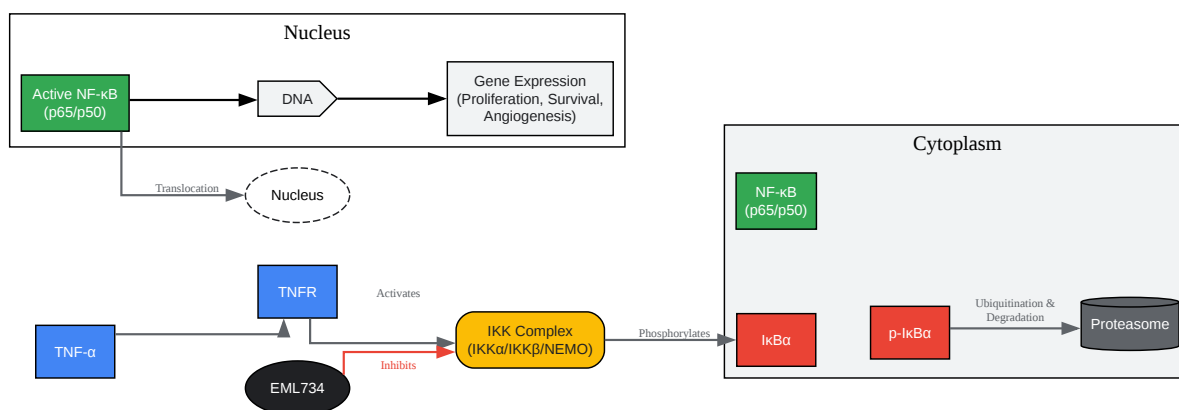 Nucleus
Active NF-κB
(p65/p50)
DNA
Gene Expression
(Proliferation, Survival,
Angiogenesis)
Translocation
Nucleus
Cytoplasm
NF-κB
(p65/p50)
TNFR
Activates
TNF-α
IKK Complex
(IKKα/IKKβ/NEMO)
Phosphorylates
IκBα
p-IκBα
Ubiquitination &
Degradation
Proteasome
Inhibits
EML734